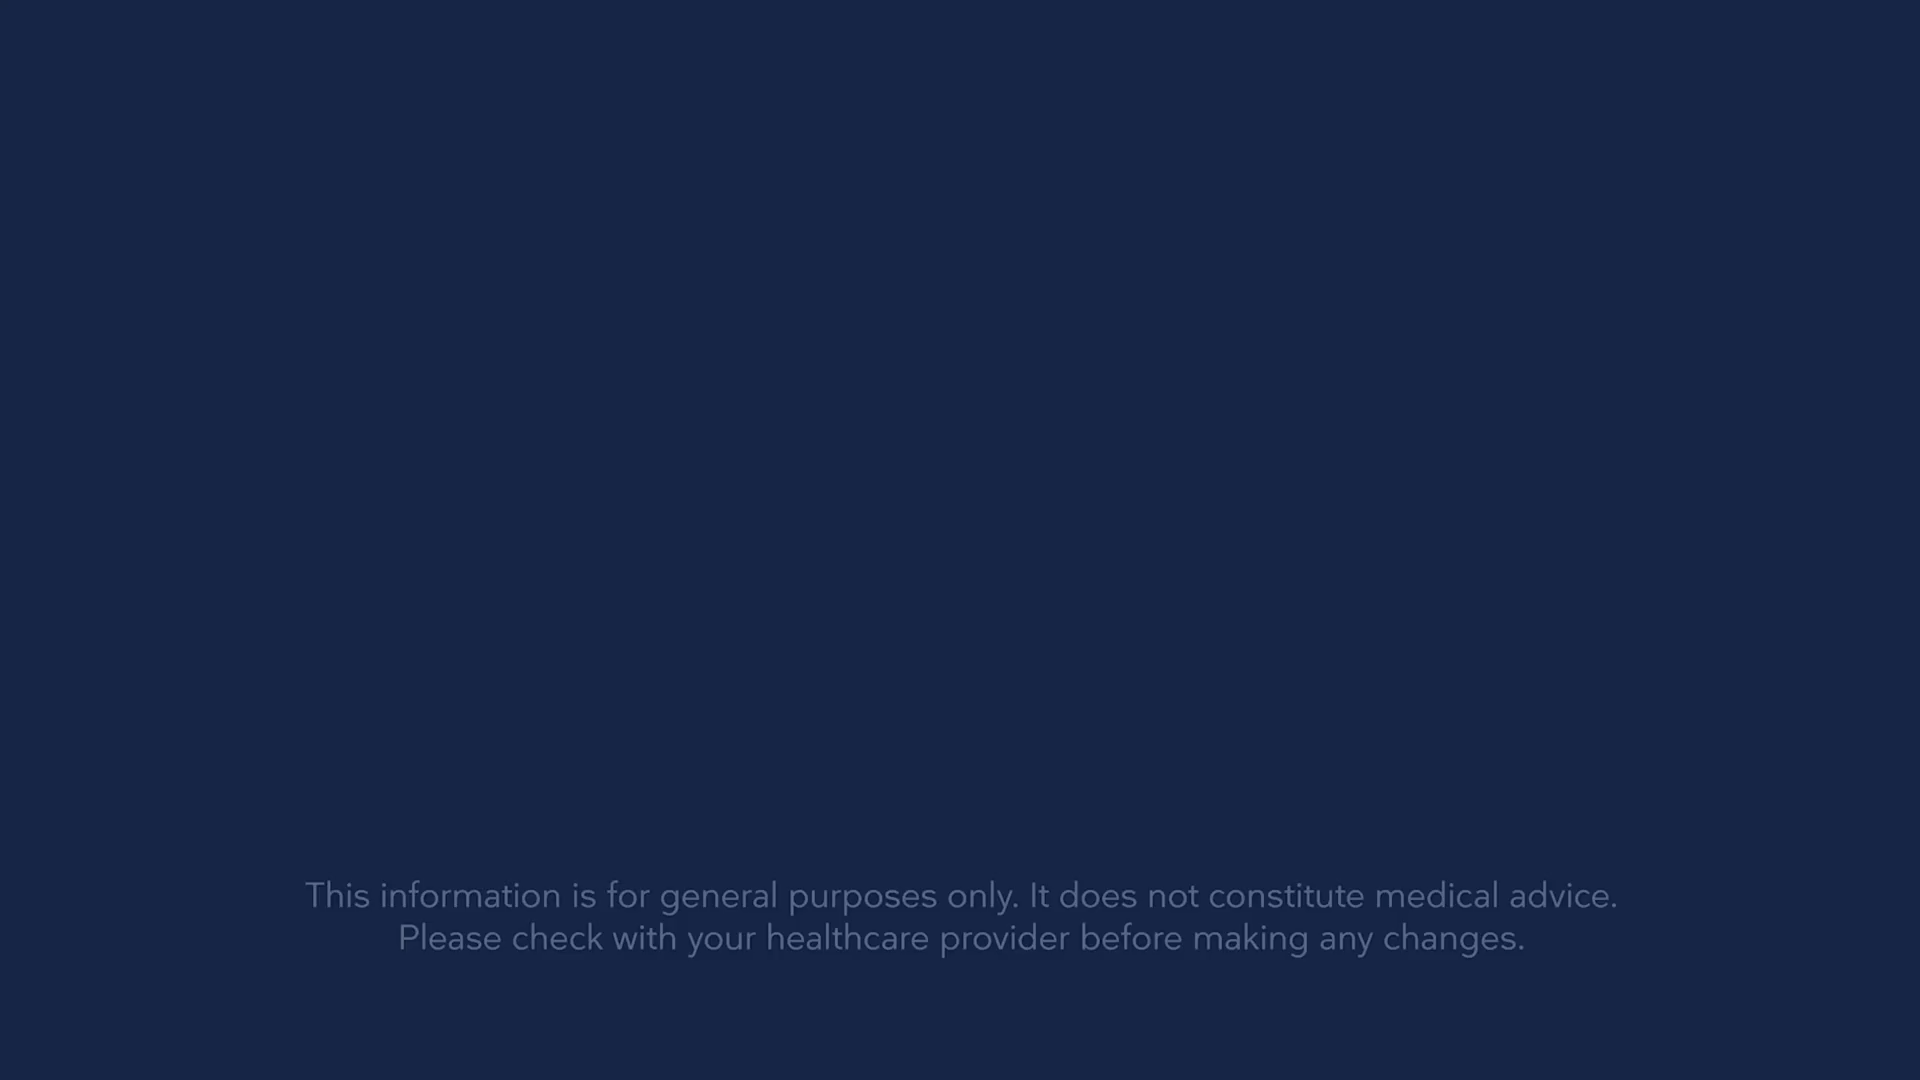 This information is for general purposes only. It does not constitute medical advice.
Please check with your healthcare provider before making any changes.